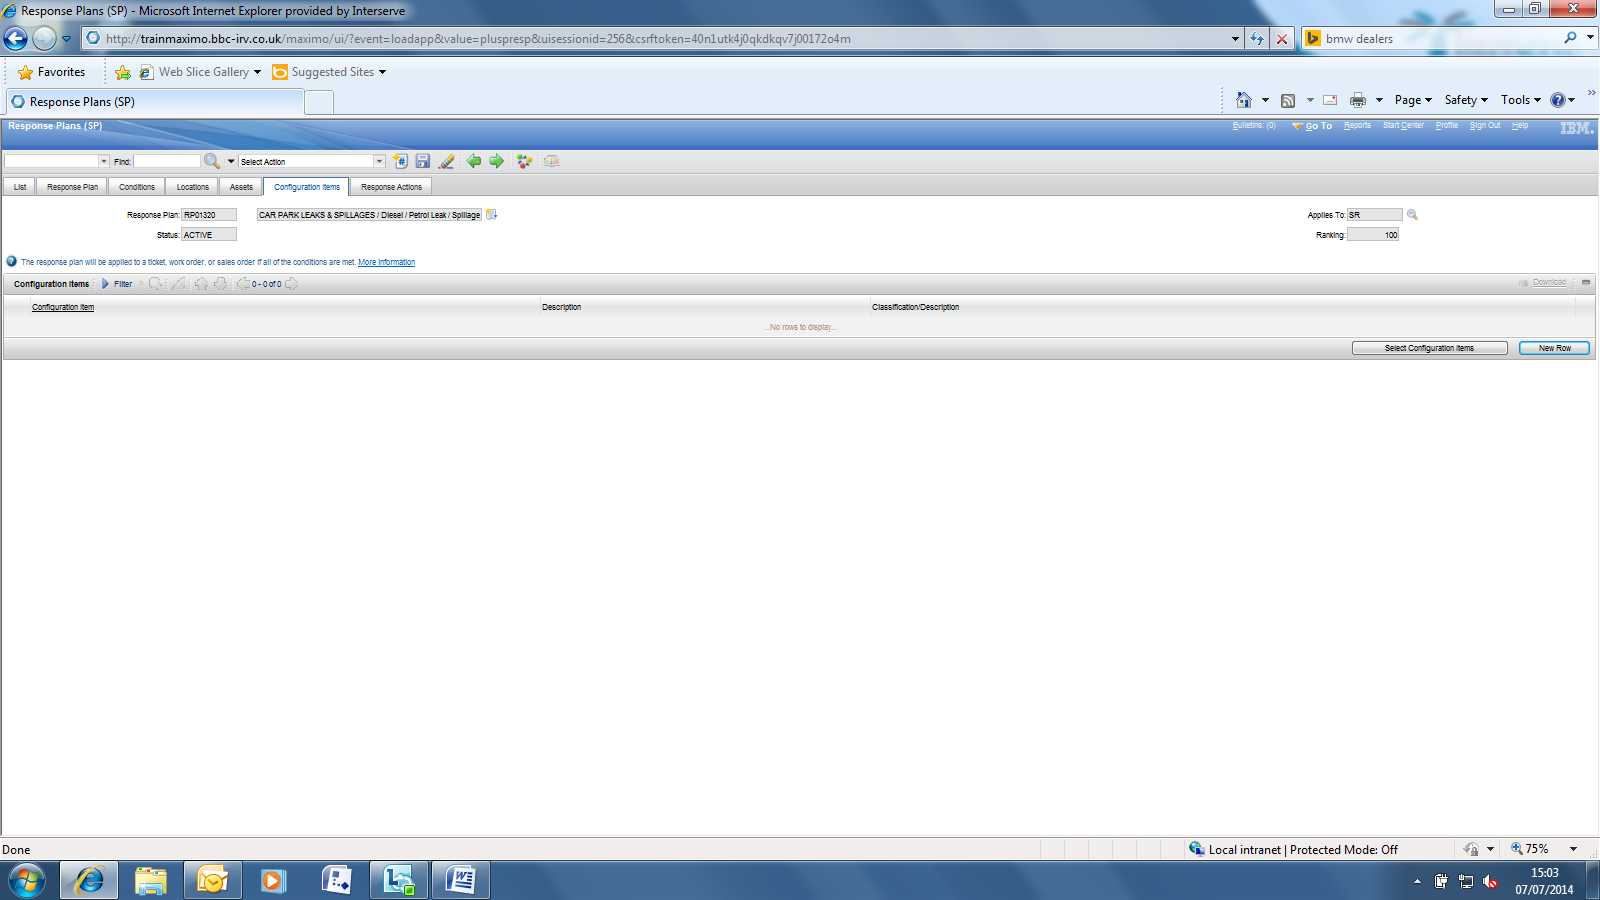 Response Plans (SP) - Microsoft Internet Explorer provided by Interserve
http://trainmaximo.bbc-irv.co.uk/maximo/ui/?event=loadapp&value=pluspresp&uisessionid=256&csrftoken=40n1utk4j0qkdkqv7j00172o4m
bmw dealers
Favorites
Web Slice Gallery
Suggested Sites
Response Plans (SP)
Page
Safety
Tools
Response Plans (SP)
Bulletins: (0)
Go To
Reports
Start Center
Profile
Sign Out
Help
IBM.
Find:
Select Action
List
Response Plan
Conditions
Locations
Assets
Configuration Items
Response Actions
Response Plan: RP01320
CAR PARK LEAKS & SPILLAGES / Diesel / Petrol Leak / Spillage
Applies To: SR
Status: ACTIVE
Ranking: 100
The response plan will be applied to a ticket, work order, or sales order if all of the conditions are met. More Information
Configuration Items
Filter
0 - 0 of 0
Download
Configuration Item
Description
Classification/Description
...No rows to display...
Select Configuration Items
New Row
Done
Local intranet | Protected Mode: Off
75%
15:03
07/07/2014